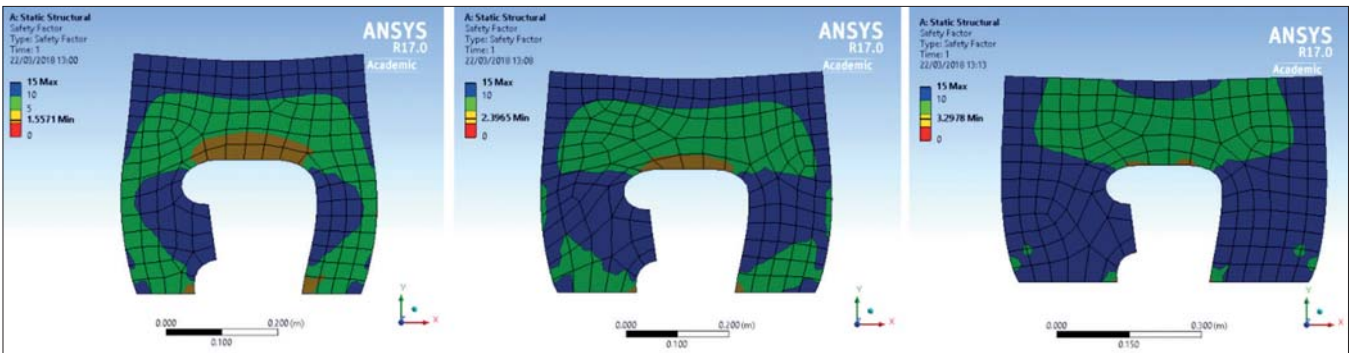 A: Static Structural
Safety Factor
Type: Safety Factor
Time: 1
22/03/2018 13:00
15 Max
10
5
1.5571 Min
0
ANSYS
R17.0
Academic
Y
X
0.000
0.200 (m)
0.100
A: Static Structural
Safety Factor
Type: Safety Factor
Time: 1
22/03/2018 13:08
15 Max
10
2.3965 Min
0
ANSYS
R17.0
Academic
Y
X
0.000
0.200 (m)
0.100
A: Static Structural
Safety Factor
Type: Safety Factor
Time: 1
22/03/2018 13:13
15 Max
10
3.2978 Min
0
ANSYS
R17.0
Academic
Y
X
0.000
0.300 (m)
0.150